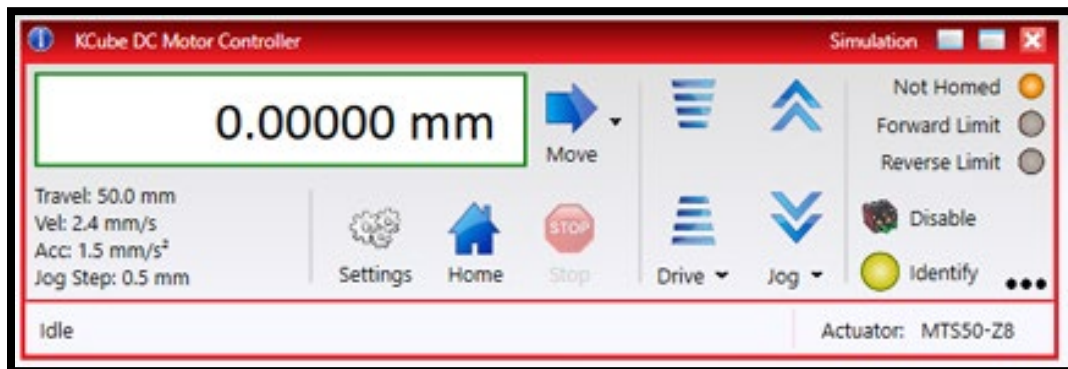 KCube DC Motor Controller
Simulation
0.00000 mm
Move
Not Homed
Forward Limit
Reverse Limit
Travel: 50.0 mm
Vel: 2.4 mm/s
Acc: 1.5 mm/s²
Jog Step: 0.5 mm
Settings
Home
STOP
Stop
Drive
Jog
Disable
Identify
Idle
Actuator: MTS50-Z8